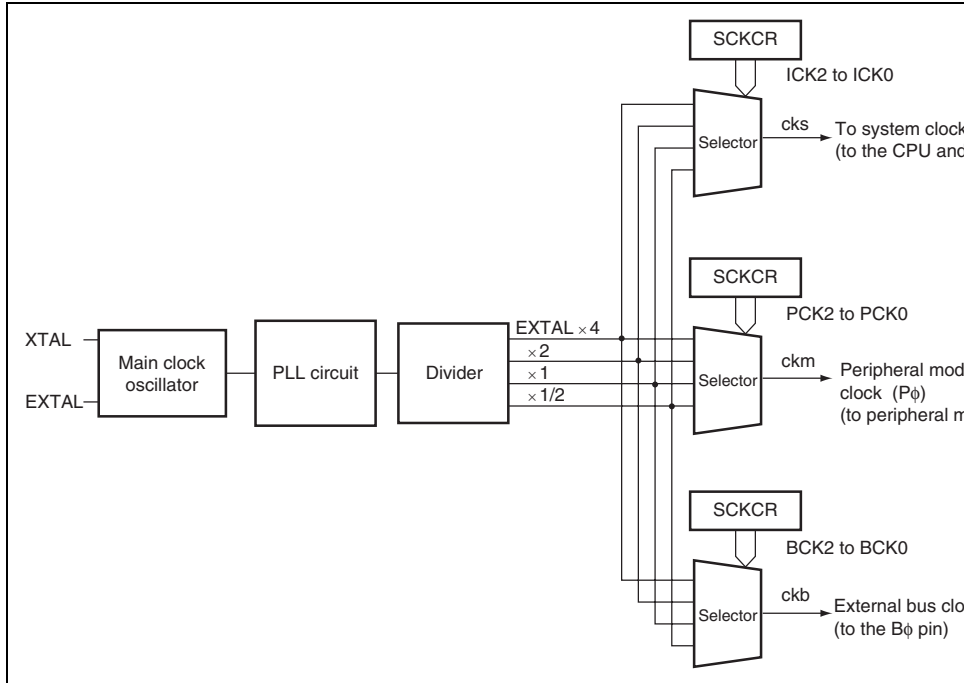 SCKCR
ICK2 to ICK0
Selector
cks
To system clock
(to the CPU and
SCKCR
PCK2 to PCK0
XTAL
EXTAL
Main clock
oscillator
PLL circuit
Divider
EXTAL ×4
×2
×1
×1/2
Selector
ckm
Peripheral mod
clock (Pϕ)
(to peripheral m
SCKCR
BCK2 to BCK0
Selector
ckb
External bus clo
(to the Bϕ pin)